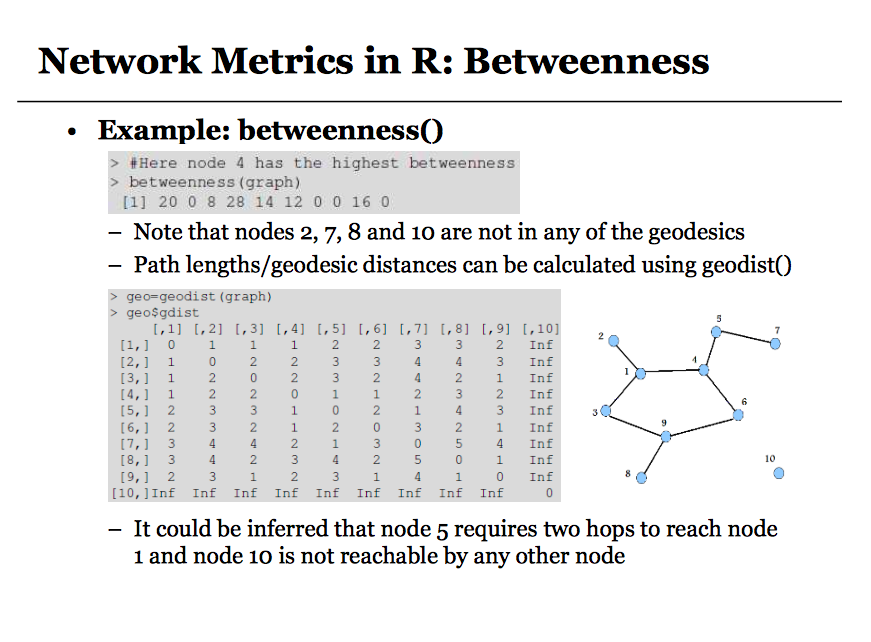 Network Metrics in R: Betweenness
• Example: betweenness()
> #Here node 4 has the highest betweenness
> betweenness(graph)
[1] 20 0 8 28 14 12 0 0 16 0
– Note that nodes 2, 7, 8 and 10 are not in any of the geodesics
– Path lengths/geodesic distances can be calculated using geodist()
> geo=geodist(graph)
> geo$gdist
[,1] [,2] [,3] [,4] [,5] [,6] [,7] [,8] [,9] [,10]
[1,] 0 1 1 1 2 2 3 3 2 Inf
[2,] 1 0 2 2 3 3 4 4 3 Inf
[3,] 1 2 0 2 3 2 4 2 1 Inf
[4,] 1 2 2 0 1 1 2 3 2 Inf
[5,] 2 3 3 1 0 2 1 4 3 Inf
[6,] 2 3 2 1 2 0 3 2 1 Inf
[7,] 3 4 4 2 1 3 0 5 4 Inf
[8,] 3 4 2 3 4 2 5 0 1 Inf
[9,] 2 3 1 2 3 1 4 1 0 Inf
[10,]Inf Inf Inf Inf Inf Inf Inf Inf Inf 0
5
7
2
4
1
6
3
9
10
8
– It could be inferred that node 5 requires two hops to reach node
1 and node 10 is not reachable by any other node